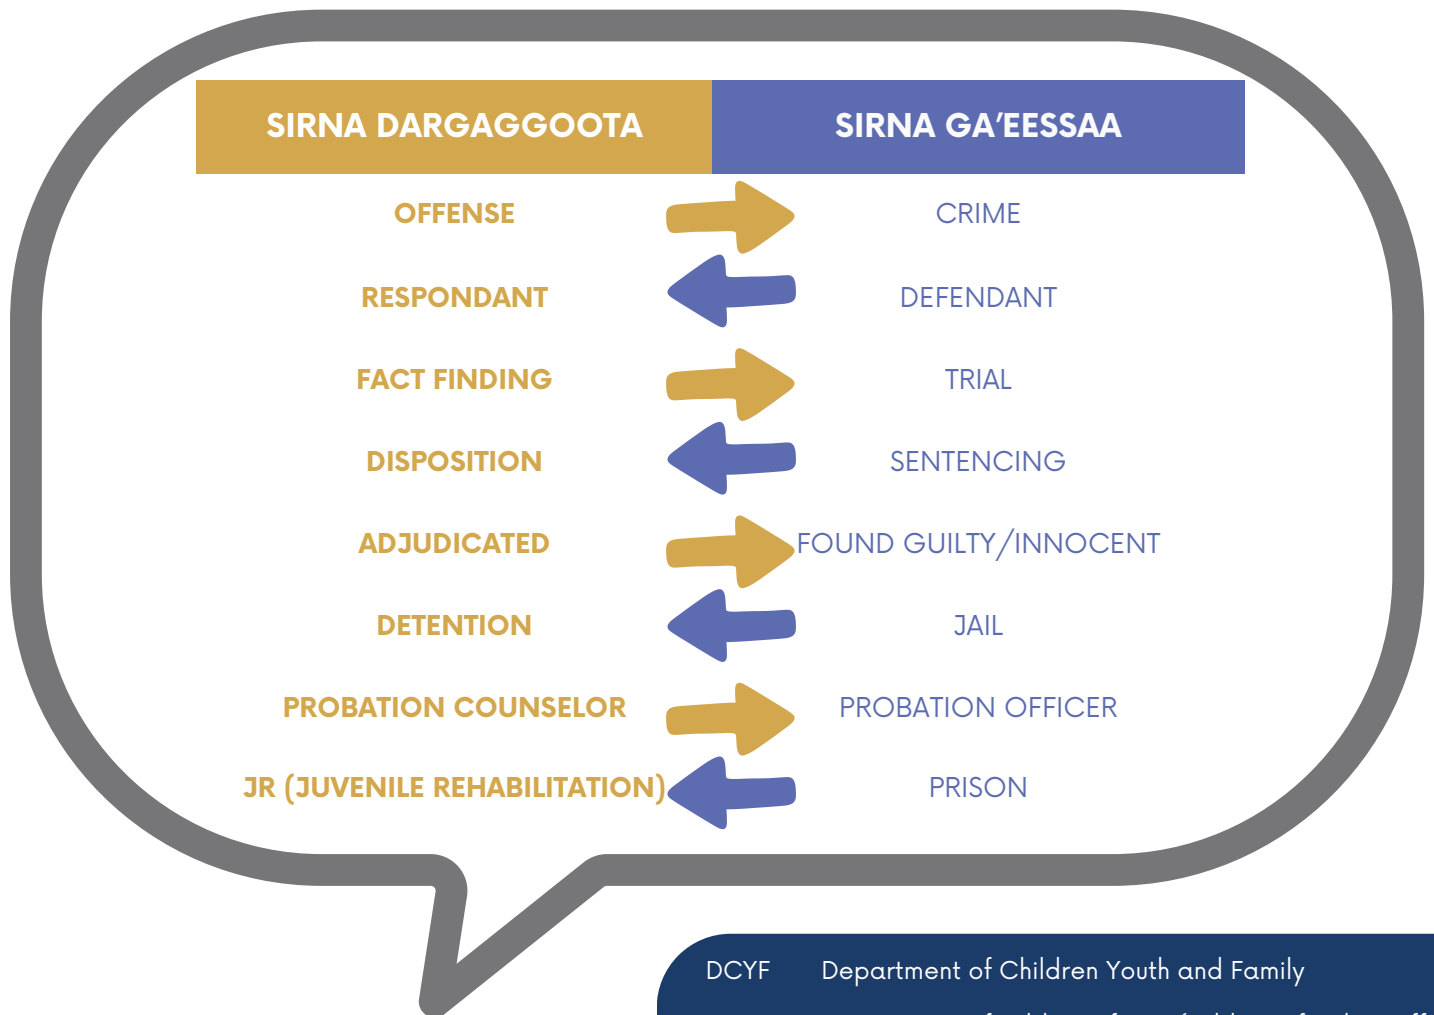 SIRNA DARGAGGOOTA SIRNA GA’EESSAA
OFFENSE CRIME
RESPONDANT DEFENDANT
FACT FINDING TRIAL
DISPOSITION SENTENCING
ADJUDICATED FOUND GUILTY/INNOCENT
DETENTION JAIL
PROBATION COUNSELOR PROBATION OFFICER
JR (JUVENILE REHABILITATION) PRISON
DCYF Department of Children Youth and Family